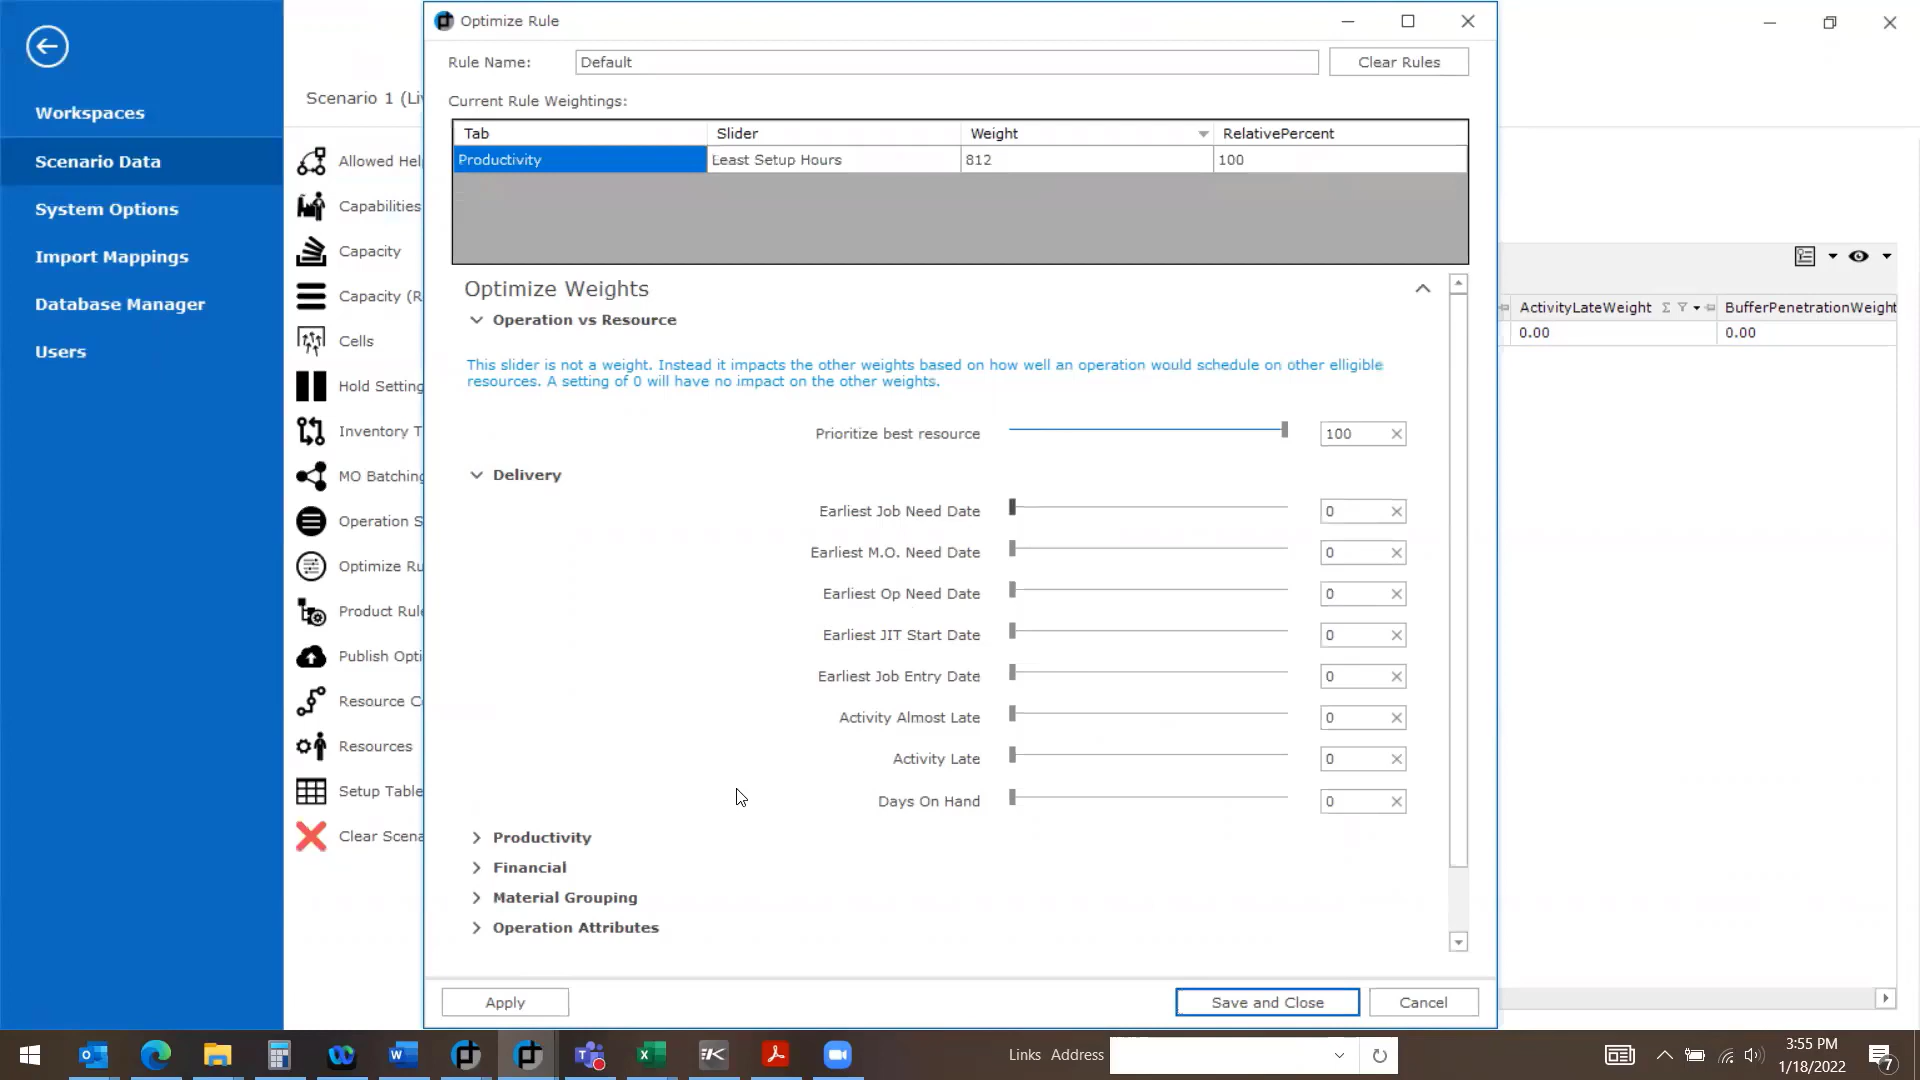 Optimize Rule
Rule Name: Default Clear Rules
Workspaces
Scenario Data
System Options
Import Mappings
Database Manager
Users
Scenario 1 (Li
Allowed Hel
Capabilities
Capacity
Capacity (R
Cells
Hold Setting
Inventory T
MO Batching
Operation S
Optimize Ru
Product Rule
Publish Opti
Resource C
Resources
Setup Table
Clear Scena
Current Rule Weightings:
Tab Slider Weight RelativePercent
Productivity Least Setup Hours 812 100
Optimize Weights
Operation vs Resource
This slider is not a weight. Instead it impacts the other weights based on how well an operation would schedule on other elligible
resources. A setting of 0 will have no impact on the other weights.
Prioritize best resource 100
Delivery
Earliest Job Need Date 0
Earliest M.O. Need Date 0
Earliest Op Need Date 0
Earliest JIT Start Date 0
Earliest Job Entry Date 0
Activity Almost Late 0
Activity Late 0
Days On Hand 0
Productivity
Financial
Material Grouping
Operation Attributes
Apply Save and Close Cancel
ActivityLateWeight Σ BufferPenetrationWeight
0.00 0.00
Links Address
3:55 PM
1/18/2022
7